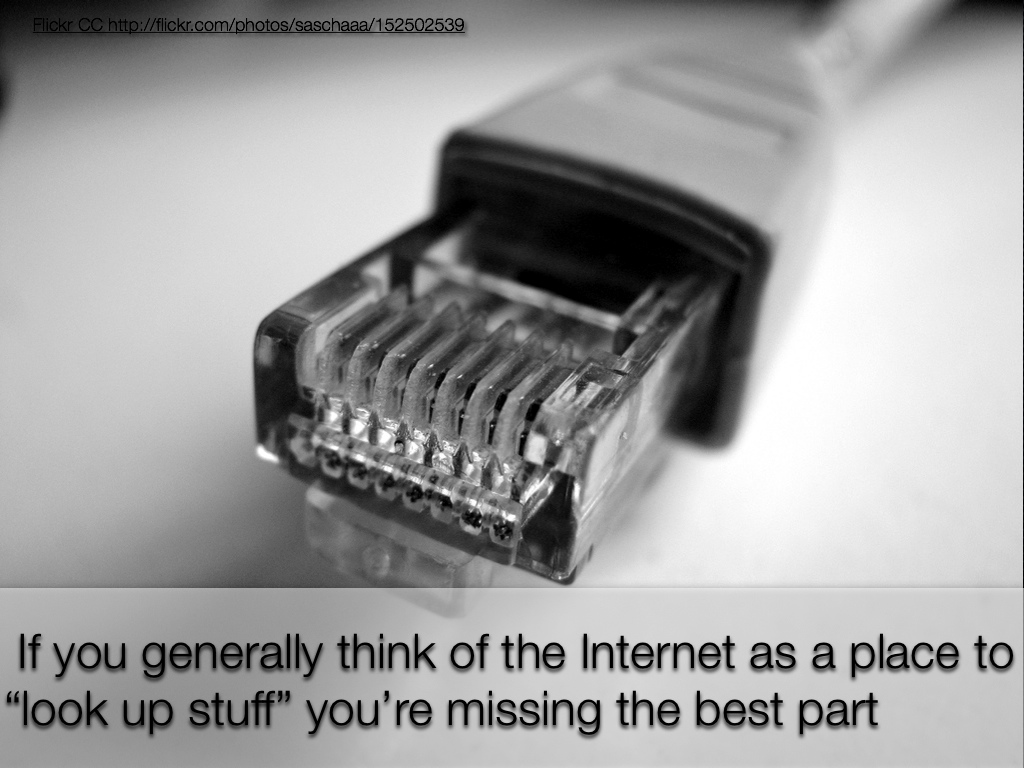 Flickr CC http://flickr.com/photos/saschaaa/152502539
If you generally think of the Internet as a place to
“look up stuff” you’re missing the best part